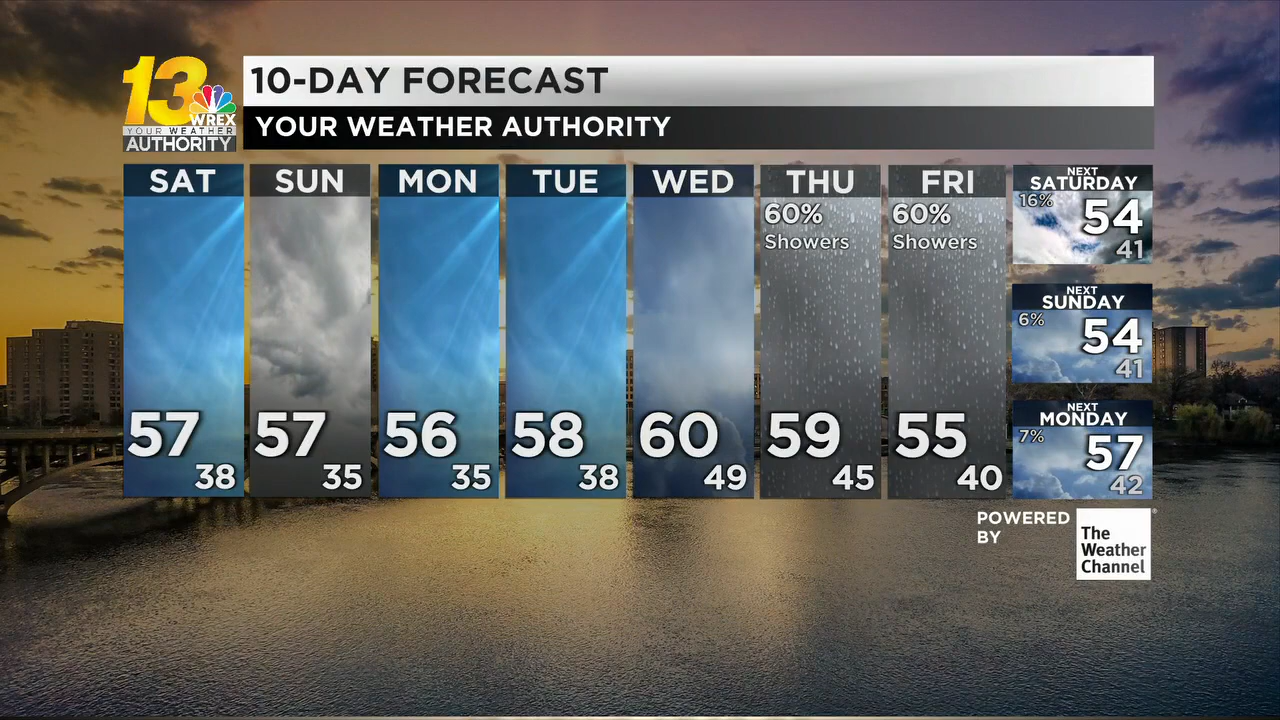 13
WREX
YOUR WEATHER
AUTHORITY
10-DAY FORECAST
YOUR WEATHER AUTHORITY
SAT
57
38
SUN
57
35
MON
56
35
TUE
58
38
WED
60
49
THU
60%
Showers
59
45
FRI
60%
Showers
55
40
NEXT
SATURDAY
16%
54
41
NEXT
SUNDAY
6%
54
41
NEXT
MONDAY
7%
57
42
POWERED
BY
The
Weather
Channel
®